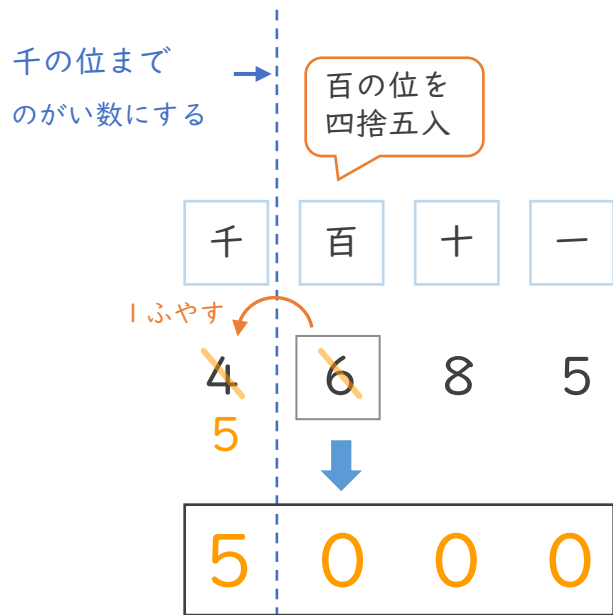 千の位まで
のがい数にする
百の位を
四捨五入
千 百 十 一
1ふやす
4 6 8 5
5
5 0 0 0